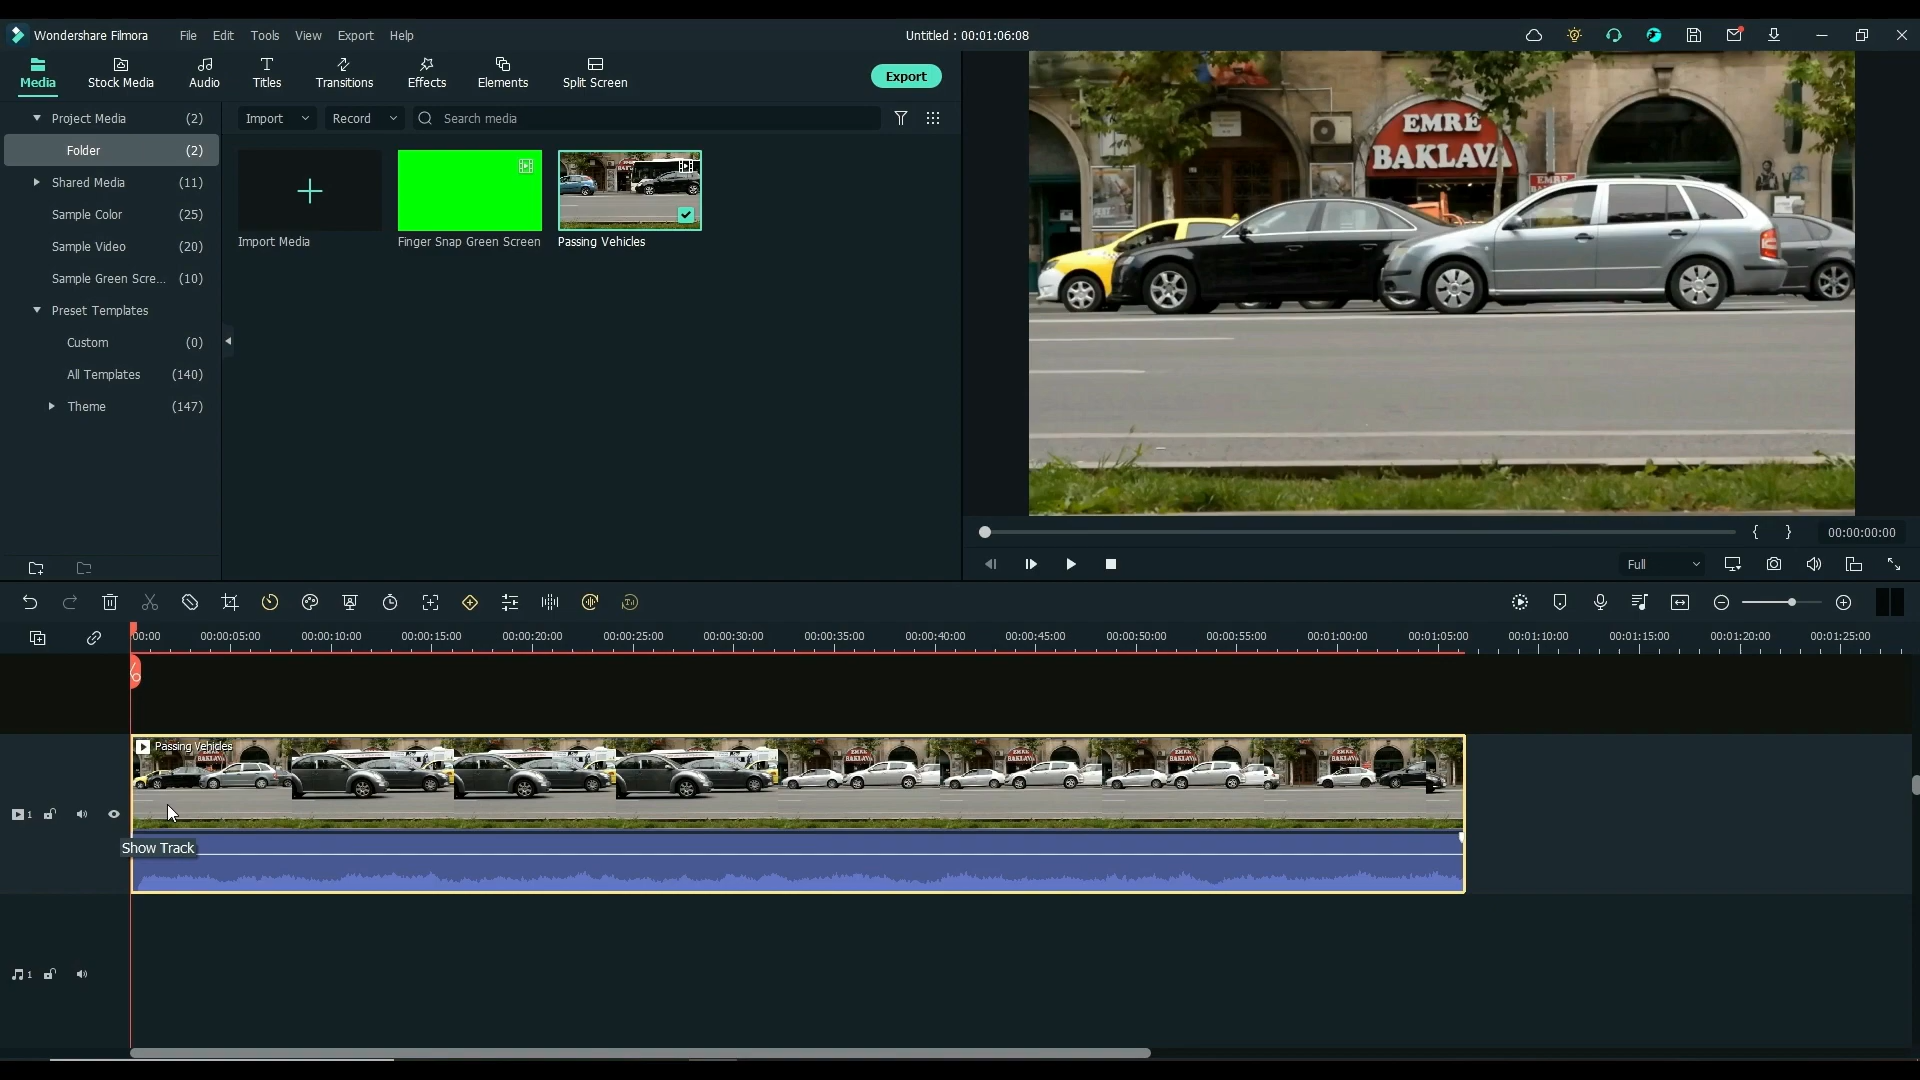 Wondershare Filmora File Edit Tools View Export Help Untitled : 00:01:06:08
Media Stock Media Audio Titles Transitions Effects Elements Split Screen Export
Project Media (2)
Folder (2)
Shared Media (11)
Sample Color (25)
Sample Video (20)
Sample Green Scre... (10)
Preset Templates
Custom (0)
All Templates (140)
Theme (147)
Import Record Search media
Import Media Finger Snap Green Screen Passing Vehicles
EMRE
BAKLAVA
EMRE
00:00:00:00
Full
00:00 00:00:05:00 00:00:10:00 00:00:15:00 00:00:20:00 00:00:25:00 00:00:30:00 00:00:35:00 00:00:40:00 00:00:45:00 00:00:50:00 00:00:55:00 00:01:00:00 00:01:05:00 00:01:10:00 00:01:15:00 00:01:20:00 00:01:25:00
Passing Vehicles
1
Show Track
1